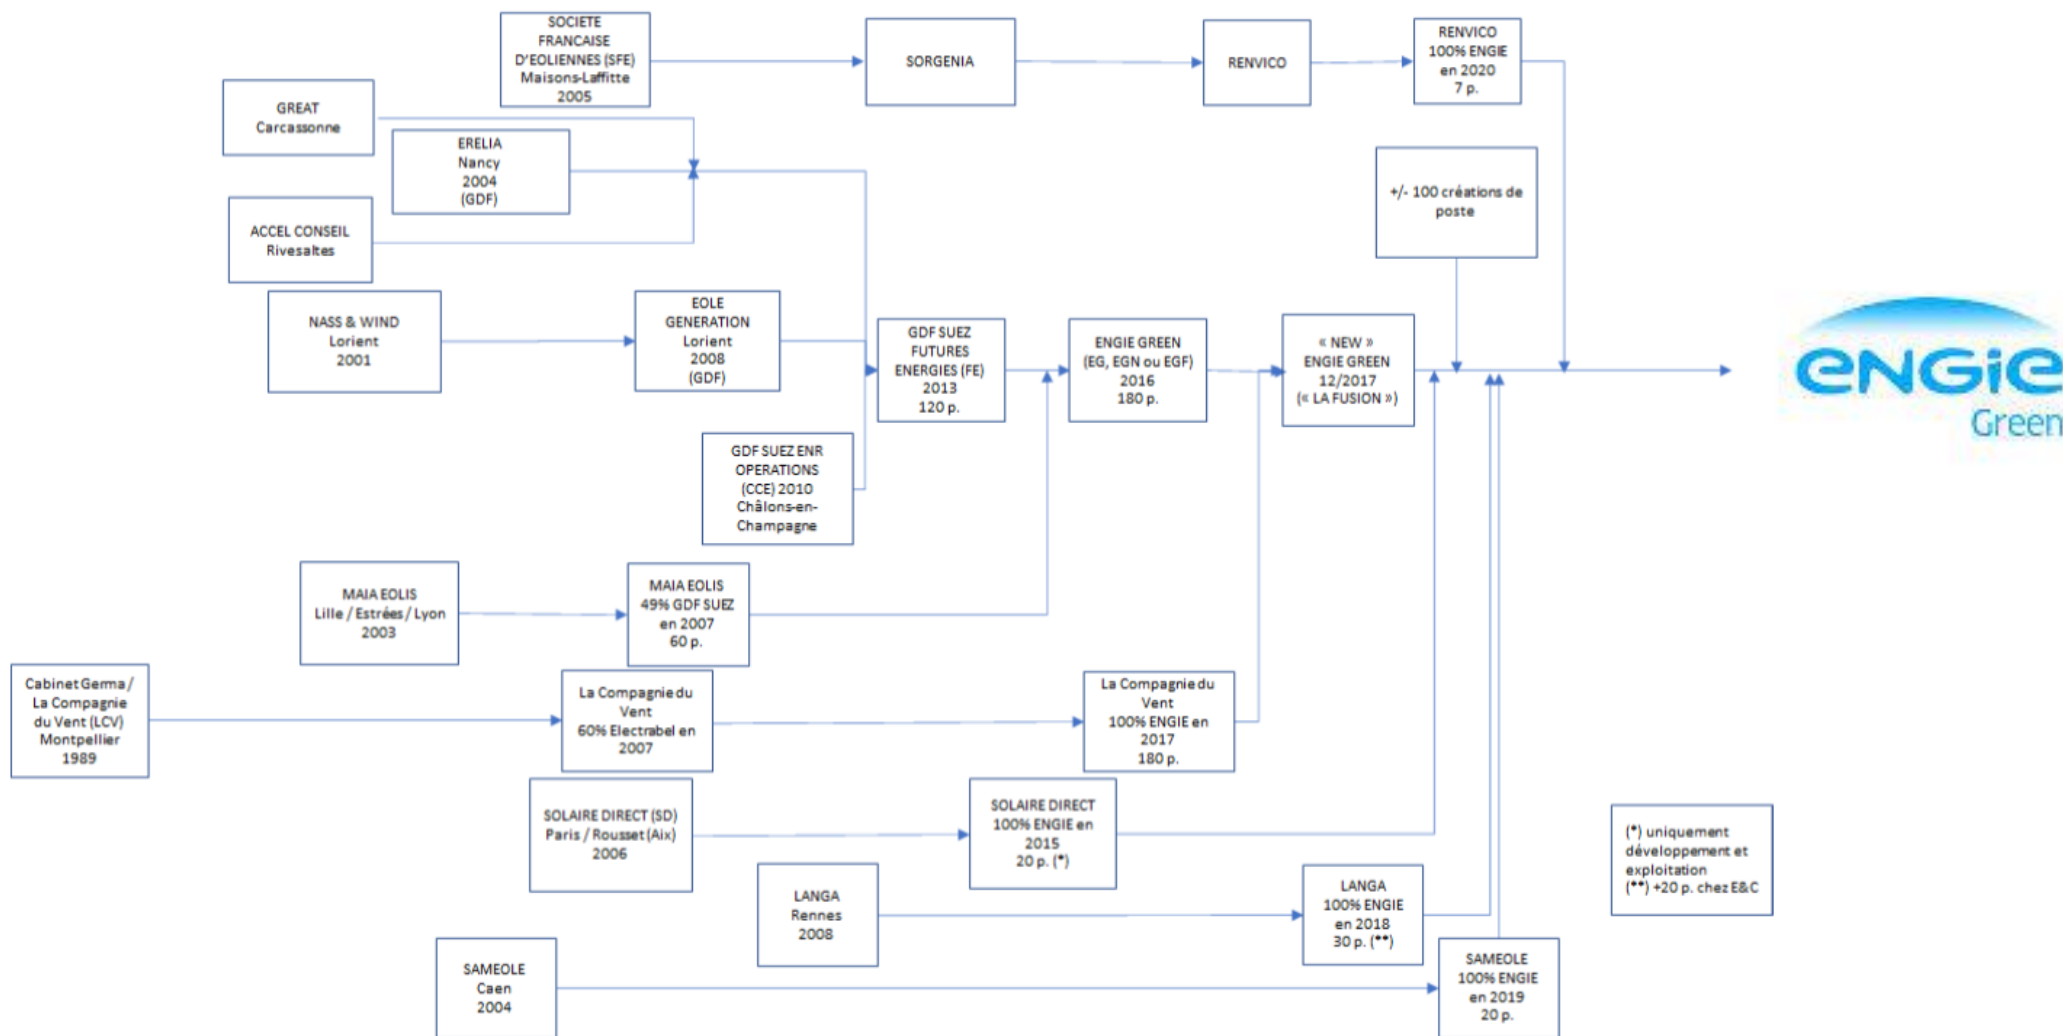 SOCIETE
FRANCAISE
D'EOLIENNES (SFE)
Maisons-Laffitte
2005
SORGENIA
RENVICO
RENVICO
100% ENGIE
en 2020
7 p.
GREAT
Carcassonne
ERELIA
Nancy
2004
(GDF)
+/- 100 créations de
poste
ACCEL CONSEIL
Rivesaltes
NASS & WIND
Lorient
2001
EOLE
GENERATION
Lorient
2008
(GDF)
GDF SUEZ
FUTURES
ENERGIES (FE)
2013
120 p.
ENGIE GREEN
(EG, EGN ou EGF)
2016
180 p.
« NEW »
ENGIE GREEN
12/2017
(« LA FUSION »)
ENGIE
Green
GDF SUEZ ENR
OPERATIONS
(CCE) 2010
Châlons-en-
Champagne
MAIA EOLIS
Lille / Estrées / Lyon
2003
MAIA EOLIS
49% GDF SUEZ
en 2007
60 p.
Cabinet Germa /
La Compagnie
du Vent (LCV)
Montpellier
1989
La Compagnie du
Vent
60% Electrabel en
2007
La Compagnie du
Vent
100% ENGIE en
2017
180 p.
SOLAIRE DIRECT (SD)
Paris / Rousset (Aix)
2006
SOLAIRE DIRECT
100% ENGIE en
2015
20 p. (*)
(*) uniquement
développement et
exploitation
(**) +20 p. chez E&C
LANGA
Rennes
2008
LANGA
100% ENGIE
en 2018
30 p. (**)
SAMEOLE
Caen
2004
SAMEOLE
100% ENGIE
en 2019
20 p.